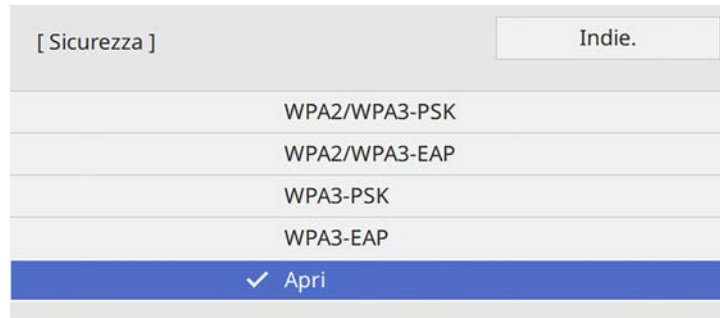 [ Sicurezza ]
Indie.
WPA2/WPA3-PSK
WPA2/WPA3-EAP
WPA3-PSK
WPA3-EAP
Apri